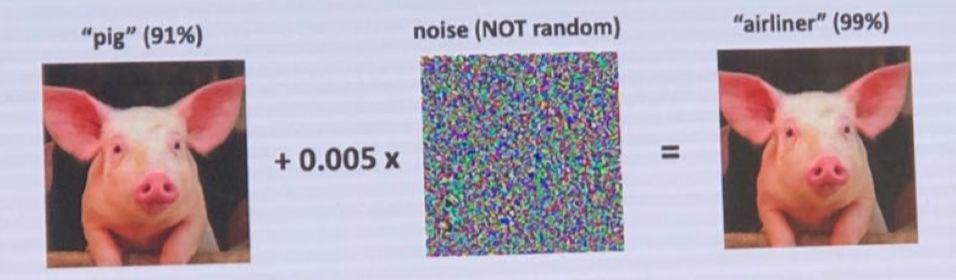 “pig” (91%)
noise (NOT random)
“airliner” (99%)
+ 0.005 x
=